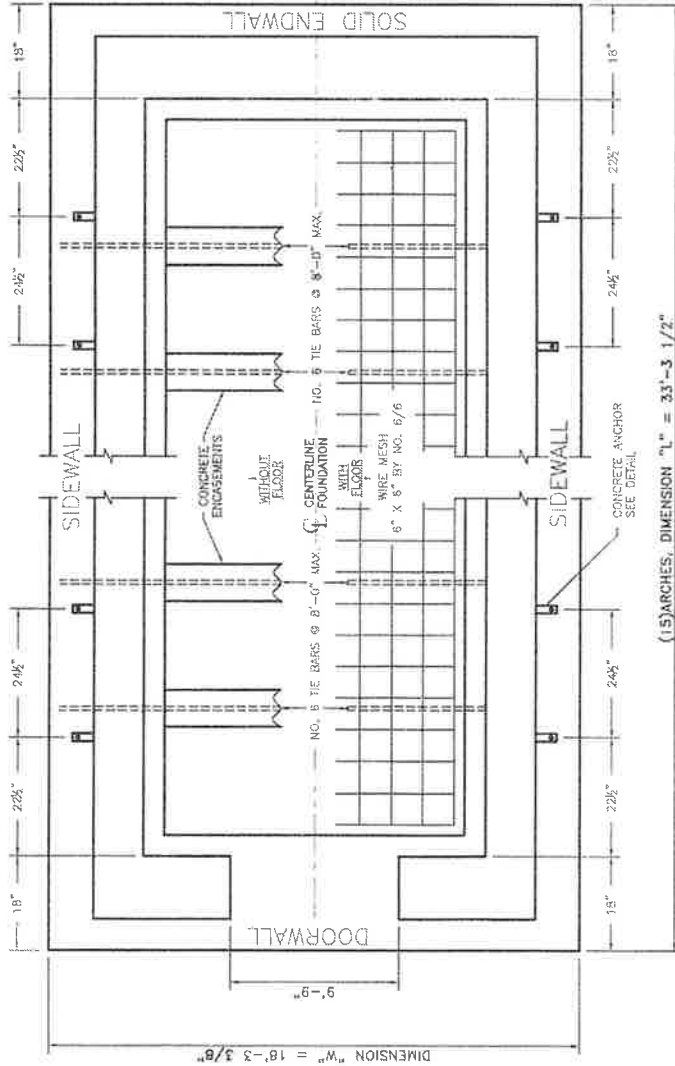 18"
22½"
24½"
24½"
22½"
18"
SIDEWALL
DOORWALL
SOLID ENDWALL
CONCRETE
ENCASEMENTS
WITHOUT
FLOOR
NO. 6 TIE BARS @ 8'-0" MAX.
CL CENTERLINE
FOUNDATION
NO. 6 TIE BARS @ 8'-0" MAX.
WITH
FLOOR
WIRE MESH
6" X 6" BY NO. 6/6
SIDEWALL
CONCRETE ANCHOR
SEE DETAIL
18"
22½"
24½"
24½"
22½"
18"
9'-9"
DIMENSION "W" = 18'-3 3/8"
(15)ARCHES, DIMENSION "L" = 33'-3 1/2"